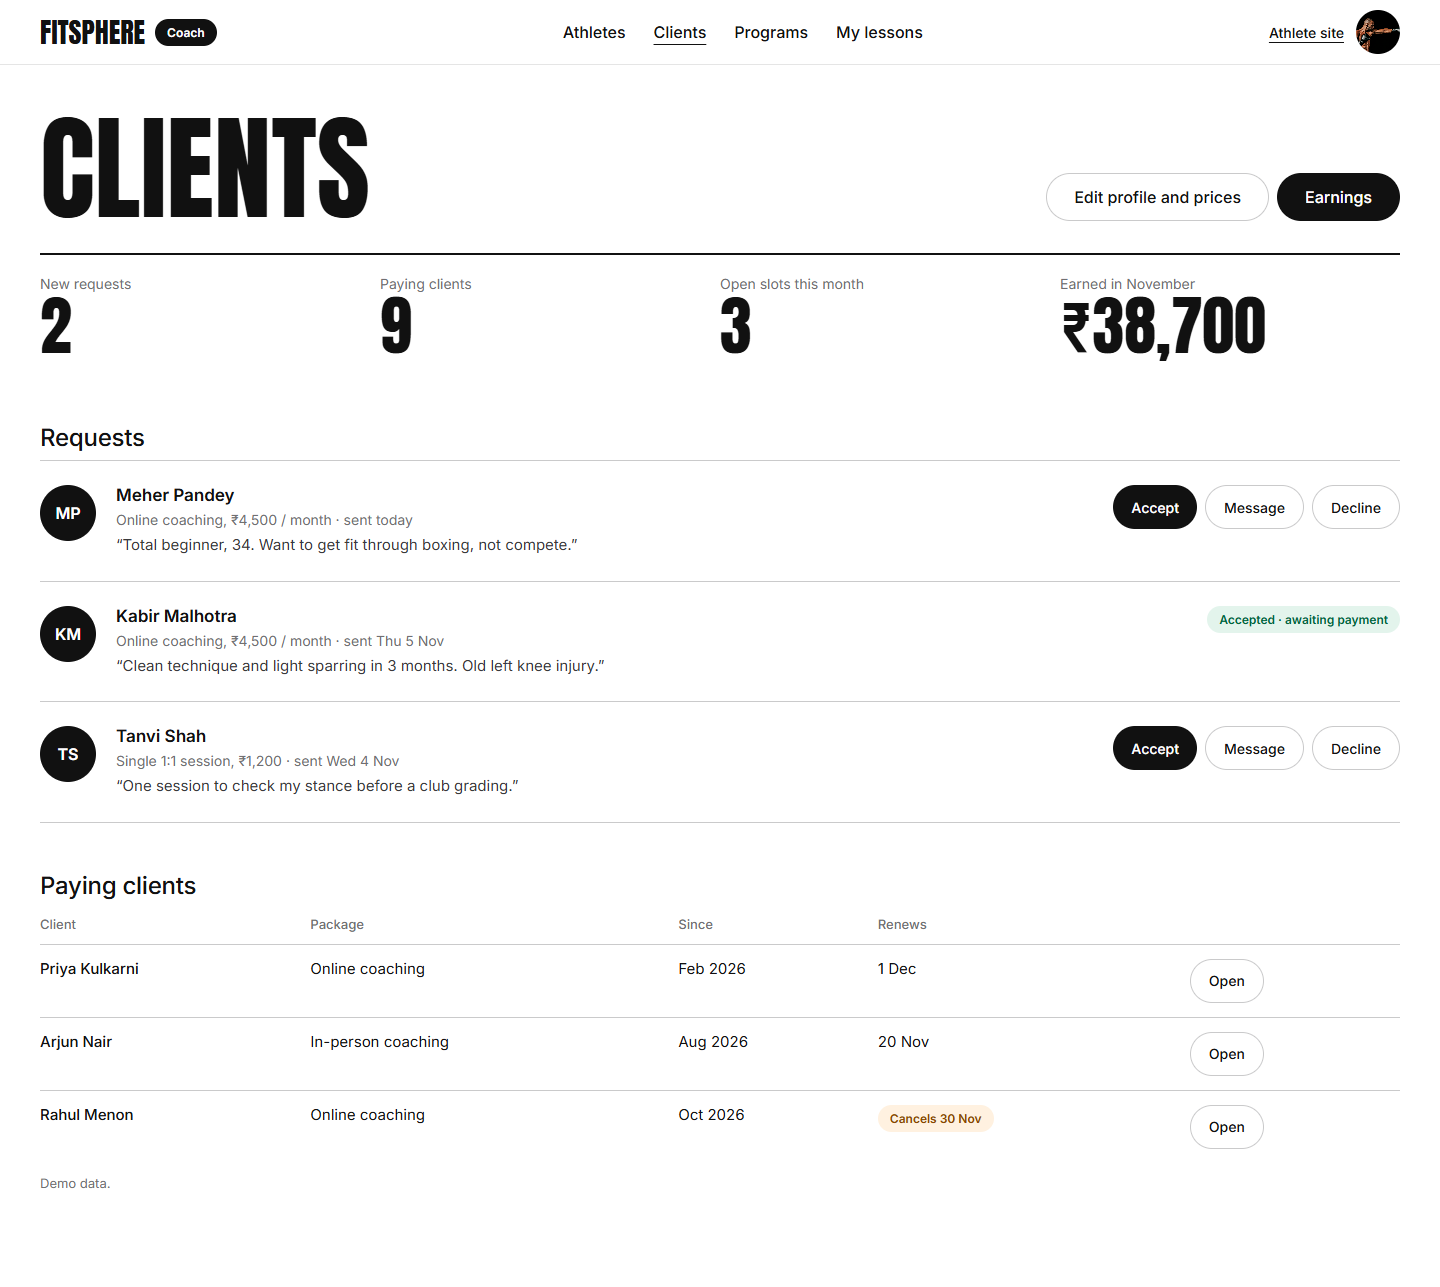 FITSPHERE Coach
Athletes Clients Programs My lessons
Athlete site
CLIENTS
Edit profile and prices Earnings
New requests Paying clients Open slots this month Earned in November
2 9 3 ₹38,700
Requests
MP
Meher Pandey
Online coaching, ₹4,500 / month · sent today
“Total beginner, 34. Want to get fit through boxing, not compete.”
Accept Message Decline
KM
Kabir Malhotra
Online coaching, ₹4,500 / month · sent Thu 5 Nov
“Clean technique and light sparring in 3 months. Old left knee injury.”
Accepted · awaiting payment
TS
Tanvi Shah
Single 1:1 session, ₹1,200 · sent Wed 4 Nov
“One session to check my stance before a club grading.”
Accept Message Decline
Paying clients
Client Package Since Renews
Priya Kulkarni Online coaching Feb 2026 1 Dec Open
Arjun Nair In-person coaching Aug 2026 20 Nov Open
Rahul Menon Online coaching Oct 2026 Cancels 30 Nov Open
Demo data.